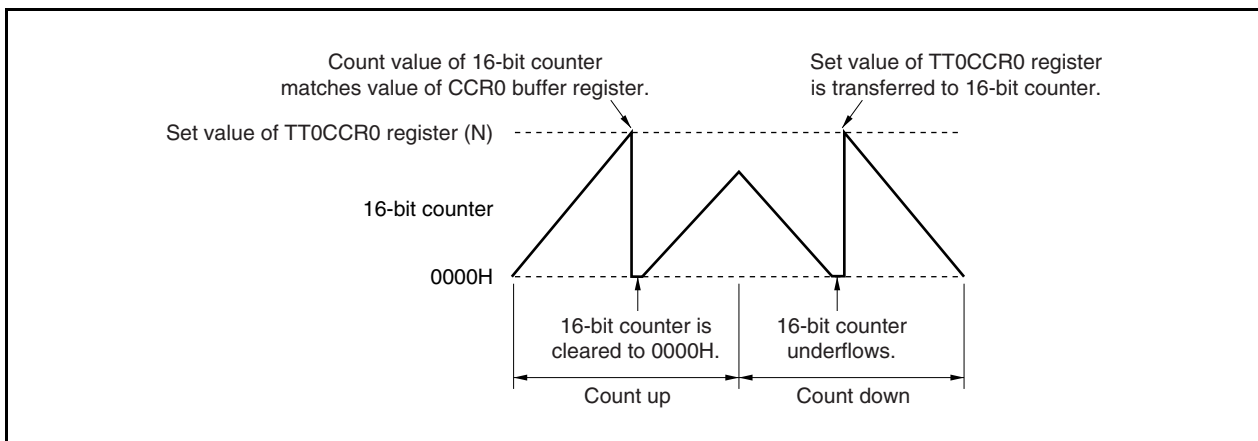 Count value of 16-bit counter
matches value of CCR0 buffer register.
Set value of TT0CCR0 register
is transferred to 16-bit counter.
Set value of TT0CCR0 register (N)
16-bit counter
0000H
16-bit counter is
cleared to 0000H.
16-bit counter
underflows.
Count up
Count down